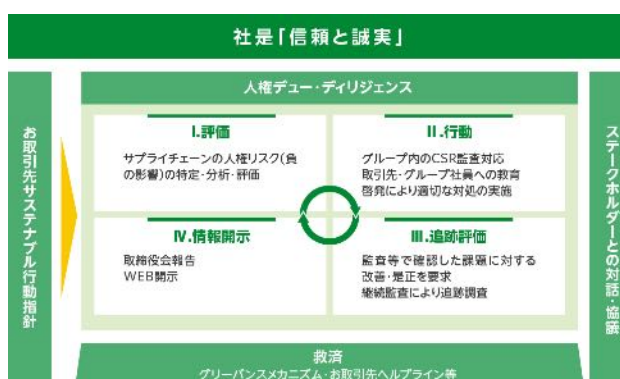 社是「信頼と誠実」
お取引先サステナブル行動指針
人権デュー・ディリジェンス
I.評価
サプライチェーンの人権リスク(負
の影響)の特定・分析・評価
II.行動
グループ内のCSR監査対応
取引先・グループ社員への教育
啓発により適切な対処の実施
IV.情報開示
取締役会報告
WEB開示
III.追跡評価
監査等で確認した課題に対する
改善・是正を要求
継続監査により追跡調査
ステークホルダーとの対話・協議
救済
グリーバンスメカニズム・お取引先ヘルプライン等